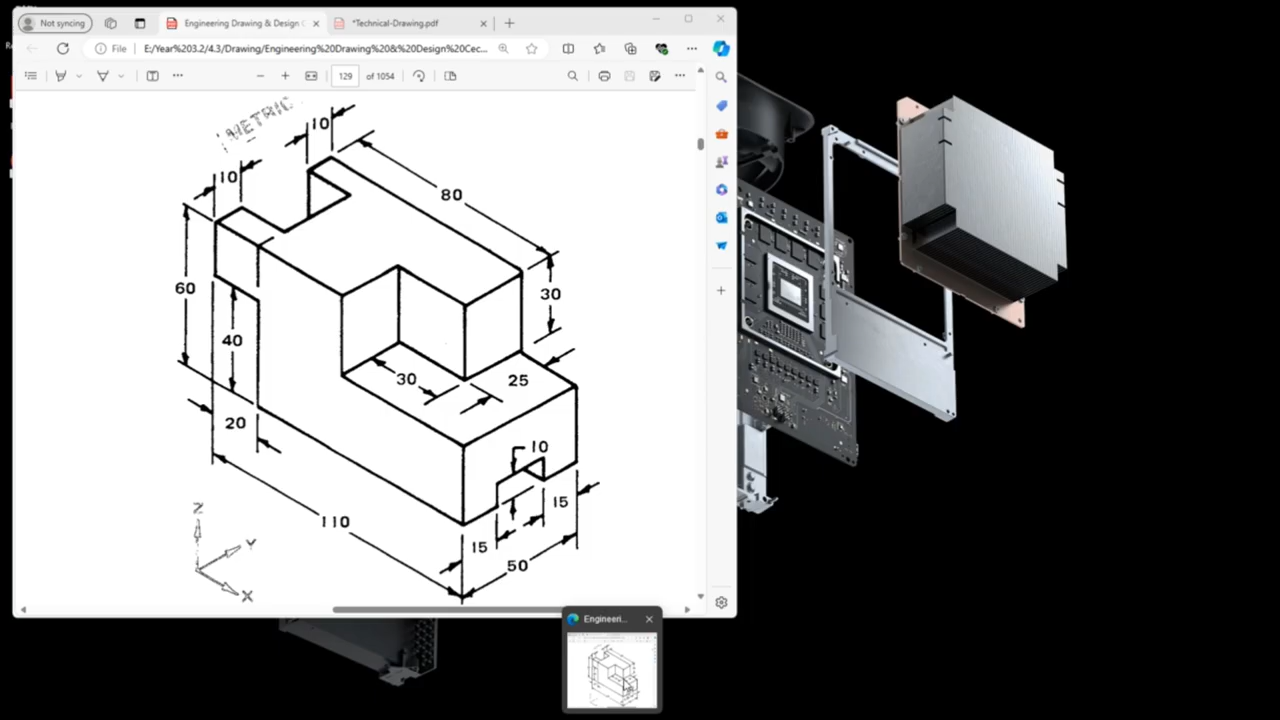 Not syncing
Engineering Drawing & Design C
*Technical-Drawing.pdf
File
E:/Year%203.2/4.3/Drawing/Engineering%20Drawing%20&%20Design%20Cec...
129 of 1054
METRIC
10
10
80
60
30
40
30
25
20
10
15
110
15
50
Z
Y
X
Engineeri...